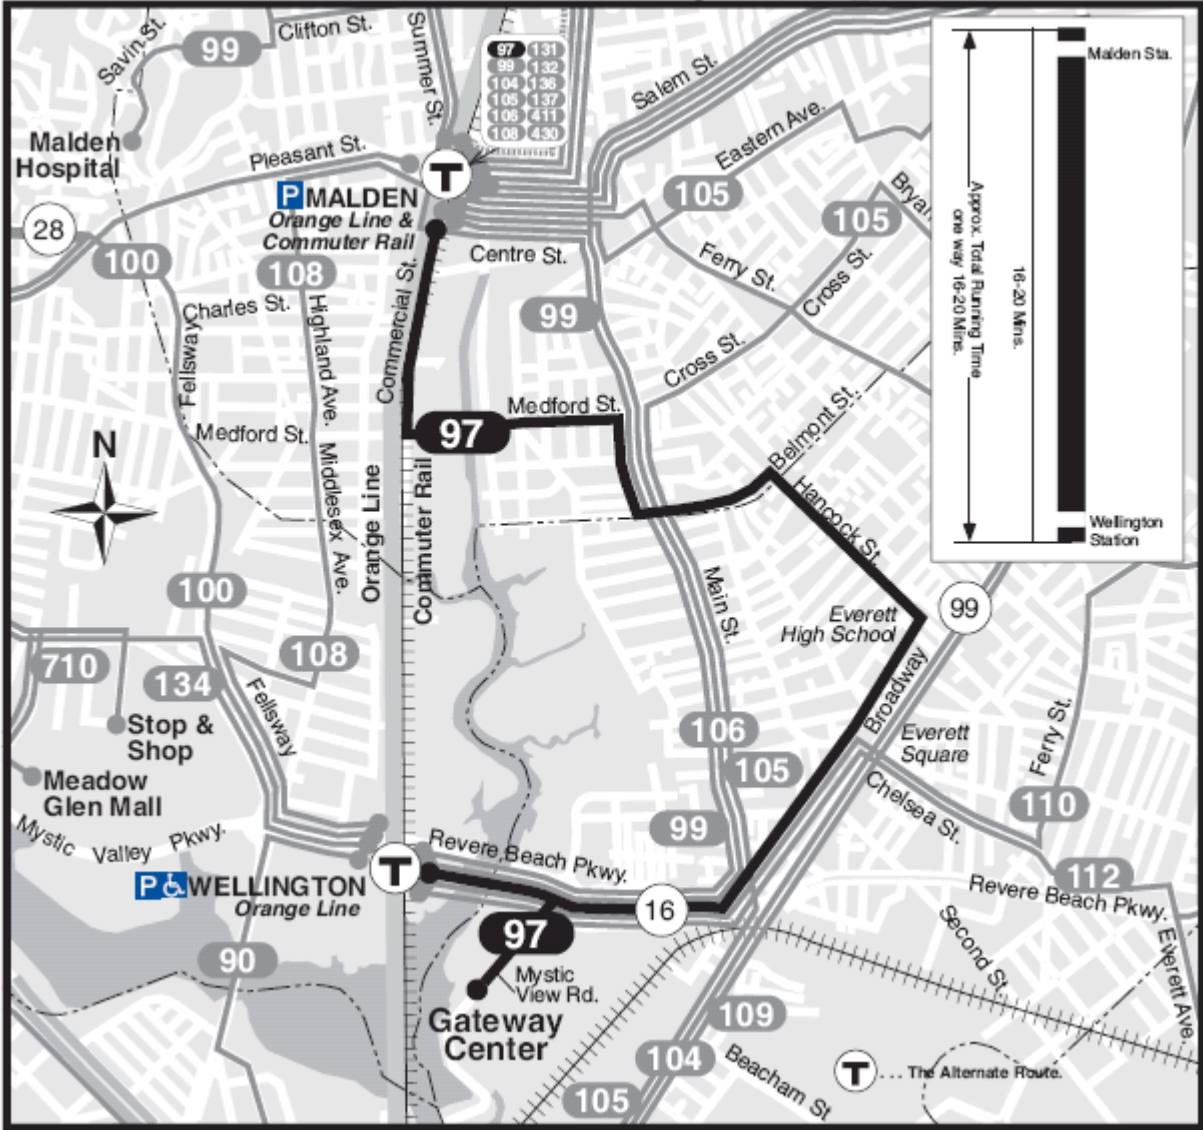 Savin St.
99
Clifton St.
Summer St.
97 131
99 132
104 136
105 137
106 411
108 430
Salem St.
Eastern Ave.
Malden Sta.
Malden
Hospital
Pleasant St.
T
P MALDEN
Orange Line &
Commuter Rail
105
Bryan
105
28
100
108
Centre St.
Ferry St.
Cross St.
Charles St.
Highland Ave.
Commercial St.
99
Fellsway
Cross St.
Approx. Total Running Time
one way 16-20 Mins.
16-20 Mins.
Medford St.
97
Medford St.
Belmont St.
N
Middlesex Ave.
Orange Line
Commuter Rail
Hancock St.
Wellington
Station
100
Main St.
Everett
High School
99
710
134
108
Fellsway
Broadway
Stop &
Shop
106
105
Everett
Square
Ferry St.
Meadow
Glen Mall
Mystic Valley Pkwy.
99
Chelsea St.
110
Revere Beach Pkwy.
T
P WELLINGTON
Orange Line
16
112
Revere Beach Pkwy.
97
90
Mystic
View Rd.
Second St.
Everett Ave.
Gateway
Center
109
104
Beacham St
105
T ... The Alternate Route.